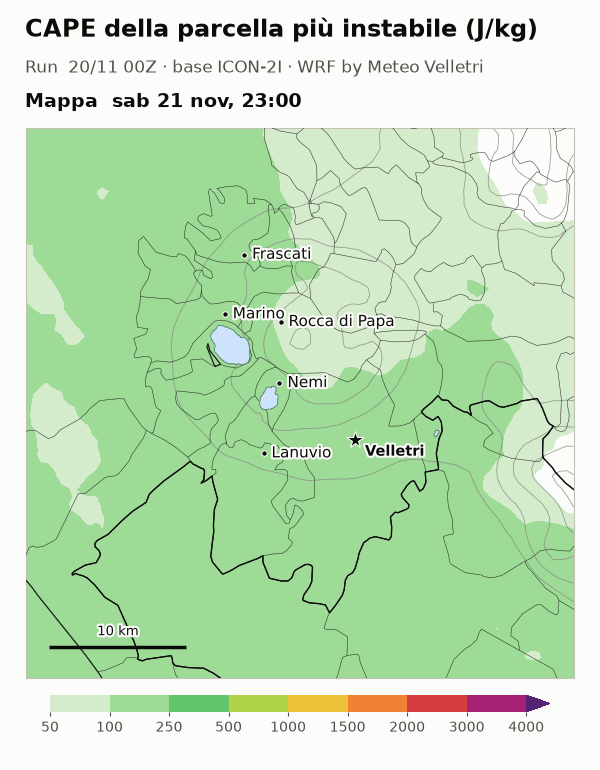 CAPE della parcella più instabile (J/kg)
Run 20/11 00Z · base ICON-2I · WRF by Meteo Velletri
Mappa sab 21 nov, 23:00
Frascati
Marino
Rocca di Papa
Nemi
Velletri
Lanuvio
10 km
50 100 250 500 1000 1500 2000 3000 4000